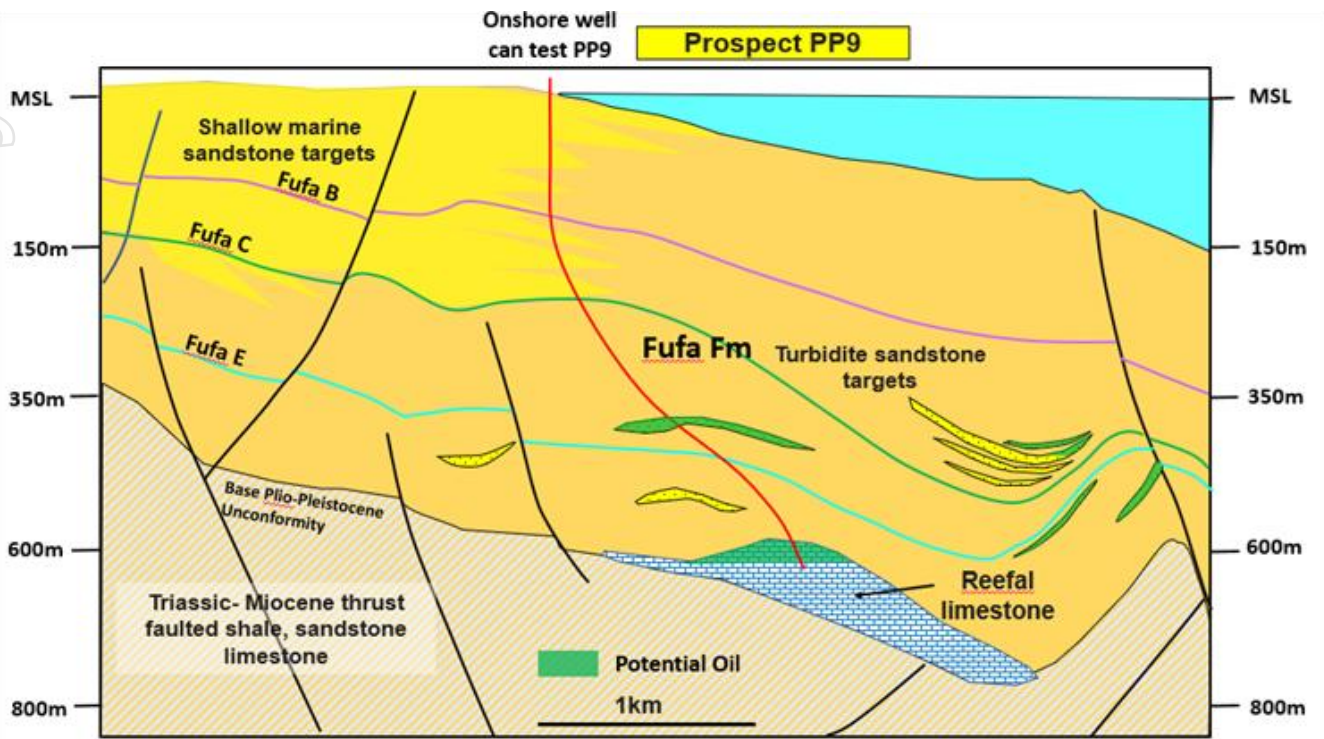 Onshore well
can test PP9
Prospect PP9
MSL
MSL
Shallow marine
sandstone targets
Fufa B
Fufa C
150m
150m
Fufa E
Fufa Fm
Turbidite sandstone
targets
350m
350m
Base Plio-Pleistocene
Unconformity
600m
600m
Reefal
limestone
Triassic- Miocene thrust
faulted shale, sandstone
limestone
Potential Oil
1km
800m
800m